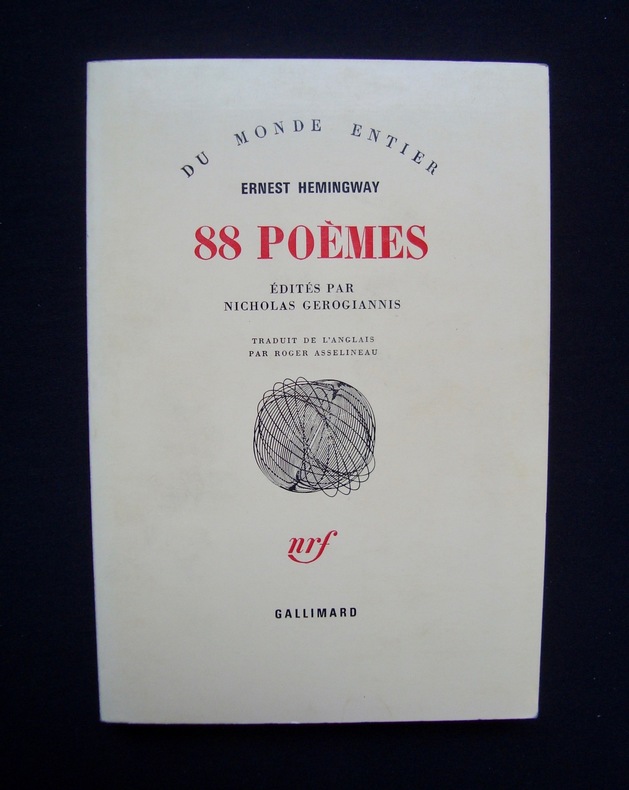 DU MONDE ENTIER
ERNEST HEMINGWAY
88 POÈMES
ÉDITÉS PAR
NICHOLAS GEROGIANNIS
TRADUIT DE L'ANGLAIS
PAR ROGER ASSELINEAU
nrf
GALLIMARD